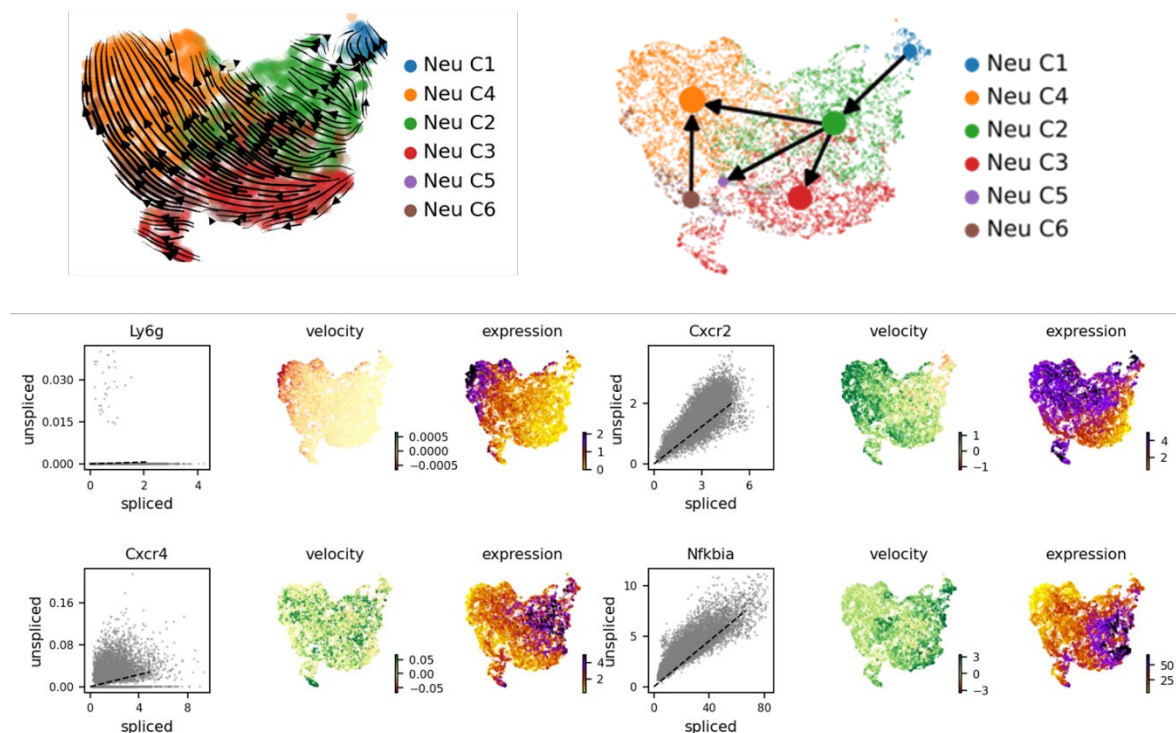 Neu C1
Neu C4
Neu C2
Neu C3
Neu C5
Neu C6
Neu C1
Neu C4
Neu C2
Neu C3
Neu C5
Neu C6
Ly6g
velocity
expression
Cxcr2
velocity
expression
unspliced
0.030
0.015
0.000
0 2 4
spliced
0.0005
0.0000
−0.0005
2
1
0
unspliced
2
0
0 3 6
spliced
1
0
−1
4
2
Cxcr4
velocity
expression
Nfkbia
velocity
expression
unspliced
0.16
0.08
0.00
0 4 8
spliced
0.05
0.00
−0.05
4
2
unspliced
10
5
0
0 40 80
spliced
3
0
−3
50
25